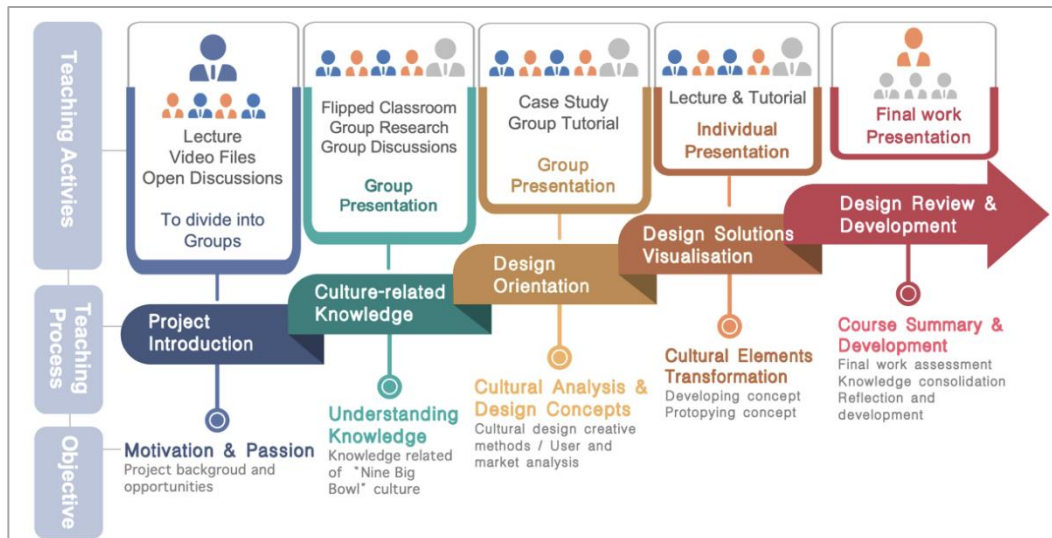 Teaching Activies
Lecture
Video Files
Open Discussions
To divide into
Groups
Flipped Classroom
Group Research
Group Discussions
Group
Presentation
Case Study
Group Tutorial
Group
Presentation
Lecture & Tutorial
Individual
Presentation
Final work
Presentation
Teaching
Process
Project
Introduction
Culture-related
Knowledge
Design
Orientation
Design Solutions
Visualisation
Design Review &
Development
Objective
Motivation & Passion
Project backgroud and
opportunities
Understanding
Knowledge
Knowledge related
of "Nine Big
Bowl" culture
Cultural Analysis &
Design Concepts
Cultural design creative
methods / User and
market analysis
Cultural Elements
Transformation
Developing concept
Protopying concept
Course Summary &
Development
Final work assessment
Knowledge consolidation
Reflection and
development